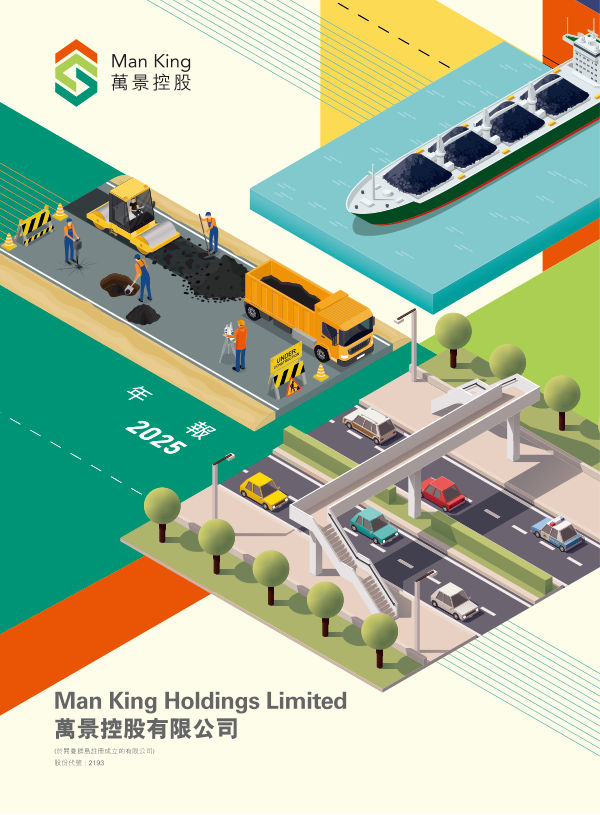 Man King
萬景控股
UNDER
CONSTRUCTION
年報
2025
Man King Holdings Limited
萬景控股有限公司
(於開曼群島註冊成立的有限公司)
股份代號：2193